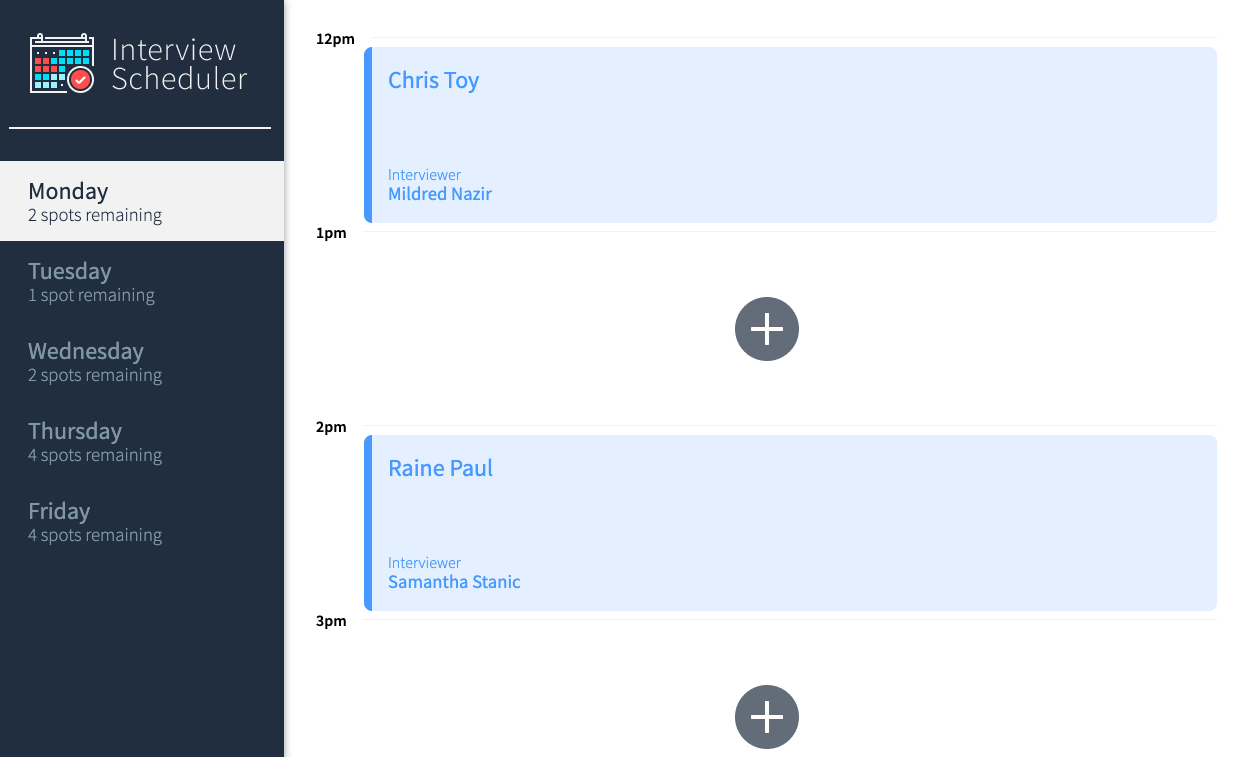 Interview
Scheduler
Monday
2 spots remaining
Tuesday
1 spot remaining
Wednesday
2 spots remaining
Thursday
4 spots remaining
Friday
4 spots remaining
12pm
Chris Toy
Interviewer
Mildred Nazir
1pm
2pm
Raine Paul
Interviewer
Samantha Stanic
3pm